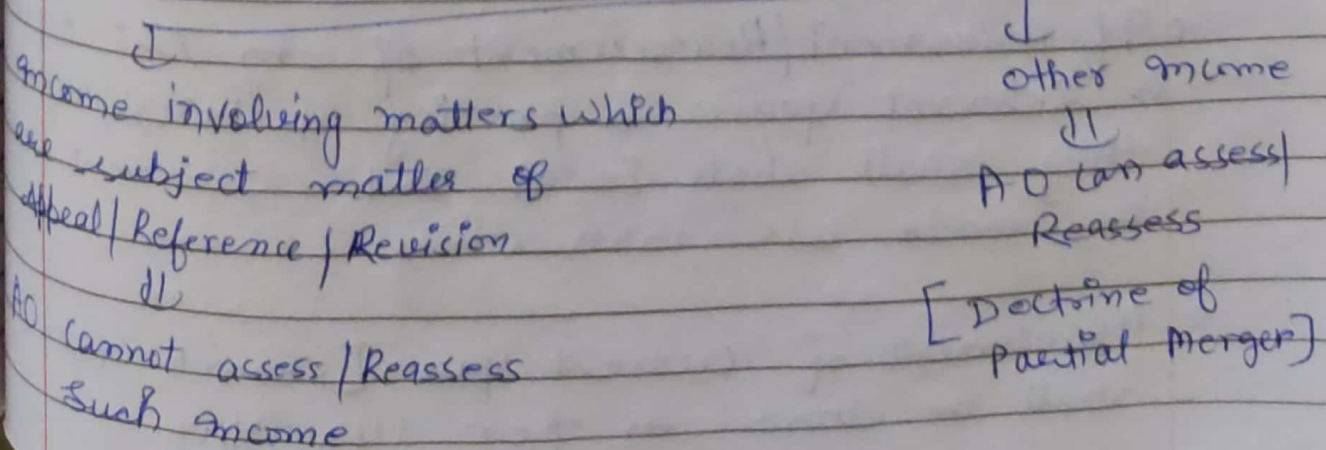 Income involving matters which
are subject matter of
Appeal/Reference/Revision
AO cannot assess/Reassess
Such Income
Other Income
AO can assess/
Reassess
[Doctrine of
Partial Merger]